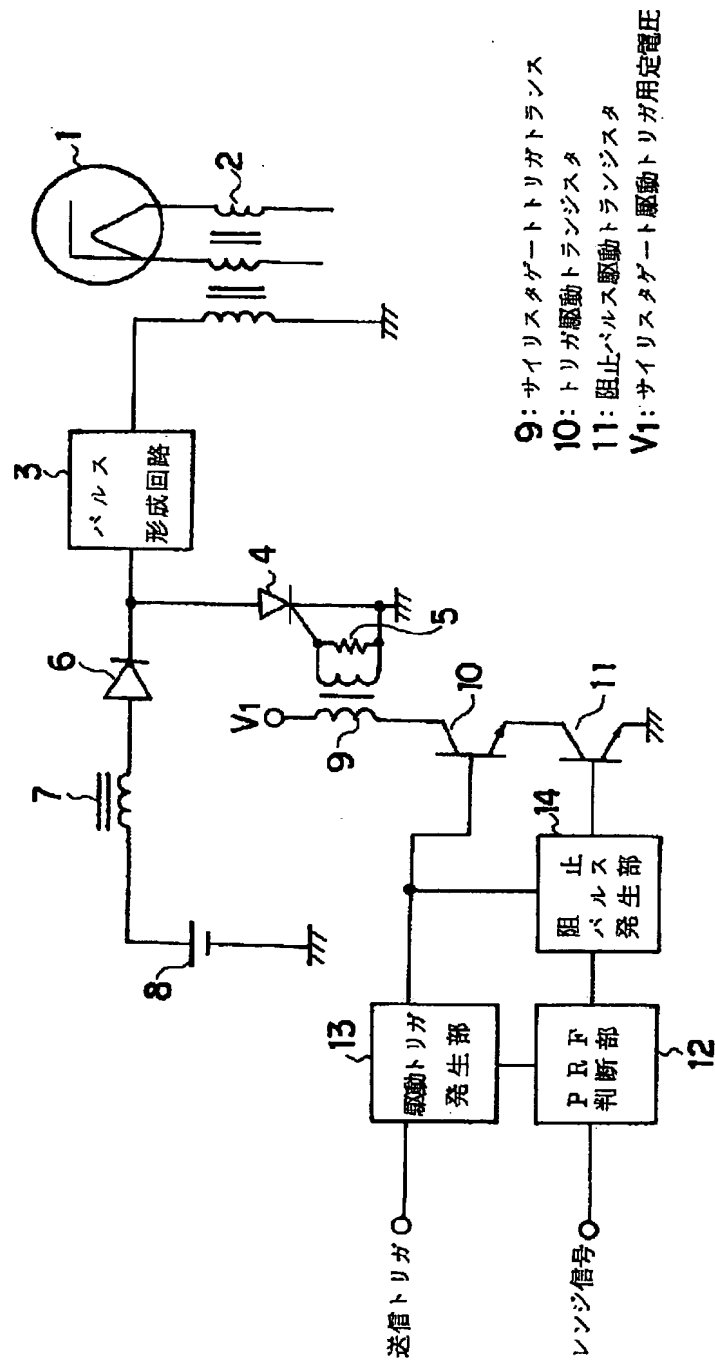 1
2
3
パルス
形成回路
4
5
6
7
8
V1
9
10
11
14
阻止
パルス
発生部
13
駆動トリガ
発生部
PRF
判断部
12
送信トリガ
レンジ信号
9:サイリスタゲートトリガトランス
10:トリガ駆動トランジスタ
11:阻止パルス駆動トランジスタ
V1:サイリスタゲート駆動トリガ用定電圧